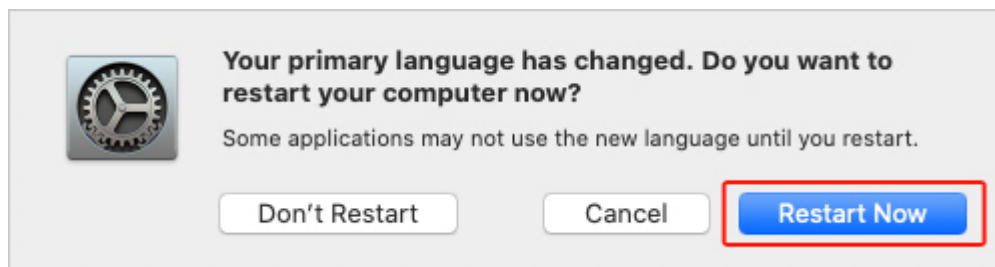 Your primary language has changed. Do you want to
restart your computer now?
Some applications may not use the new language until you restart.
Don't Restart
Cancel
Restart Now